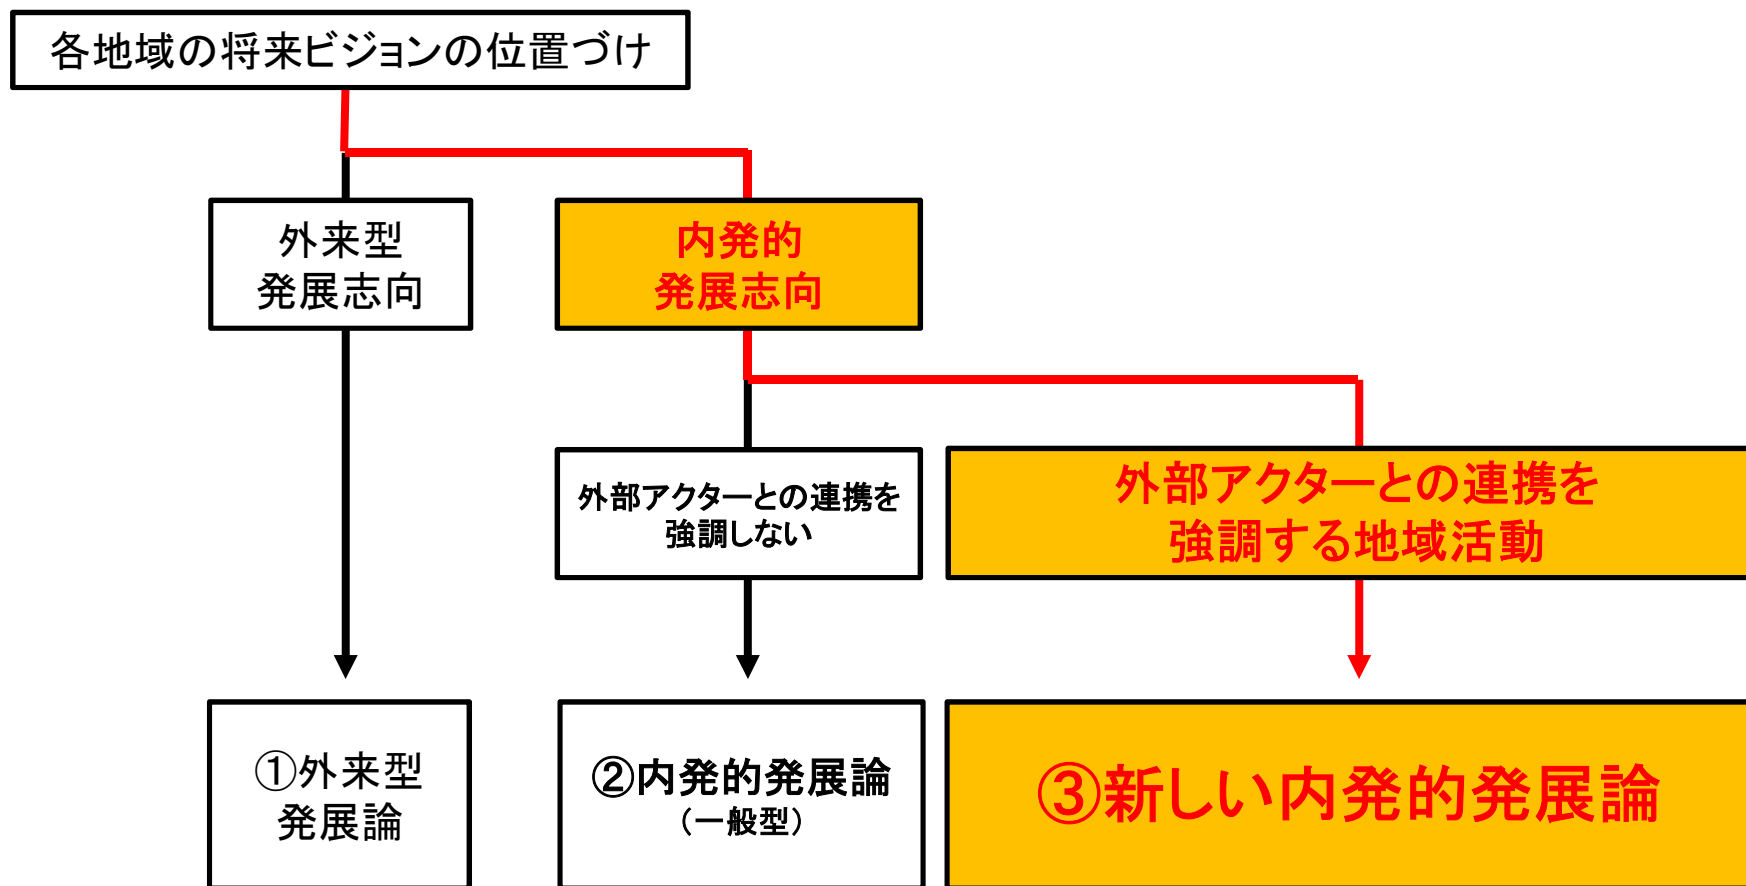 各地域の将来ビジョンの位置づけ
外来型
発展志向
内発的
発展志向
外部アクターとの連携を
強調しない
外部アクターとの連携を
強調する地域活動
①外来型
発展論
②内発的発展論
（一般型）
③新しい内発的発展論